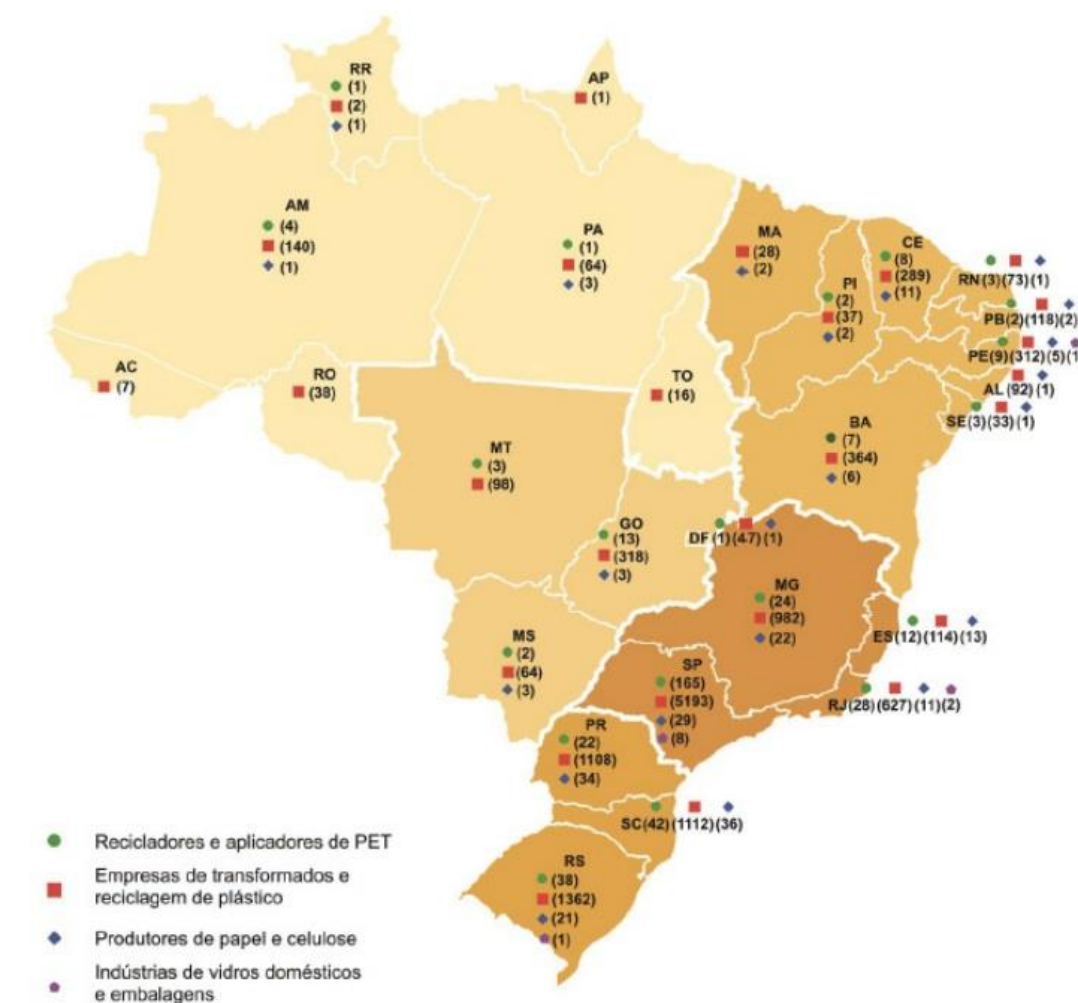 RR
(1)
(2)
(1)
AP
(1)
AM
(4)
(140)
(1)
PA
(1)
(64)
(3)
MA
(28)
(2)
PI
(2)
(37)
(2)
CE
(8)
(289)
(11)
RN(3)(73)(1)
PB(2)(118)(2)
PE(9)(312)(5)(1
AL(92)(1)
SE(3)(33)(1)
AC
(7)
RO
(38)
TO
(16)
MT
(3)
(98)
BA
(7)
(364)
(6)
GO
(13)
(318)
(3)
DF(1)(47)(1)
MG
(24)
(982)
(22)
ES(12)(114)(13)
MS
(2)
(64)
(3)
SP
(165)
(5193)
(29)
(8)
RJ(28)(627)(11)(2)
PR
(22)
(1108)
(34)
SC(42)(1112)(36)
RS
(38)
(1362)
(21)
(1)
Recicladores e aplicadores de PET
Empresas de transformados e
reciclagem de plástico
Produtores de papel e celulose
Indústrias de vidros domésticos
e embalagens